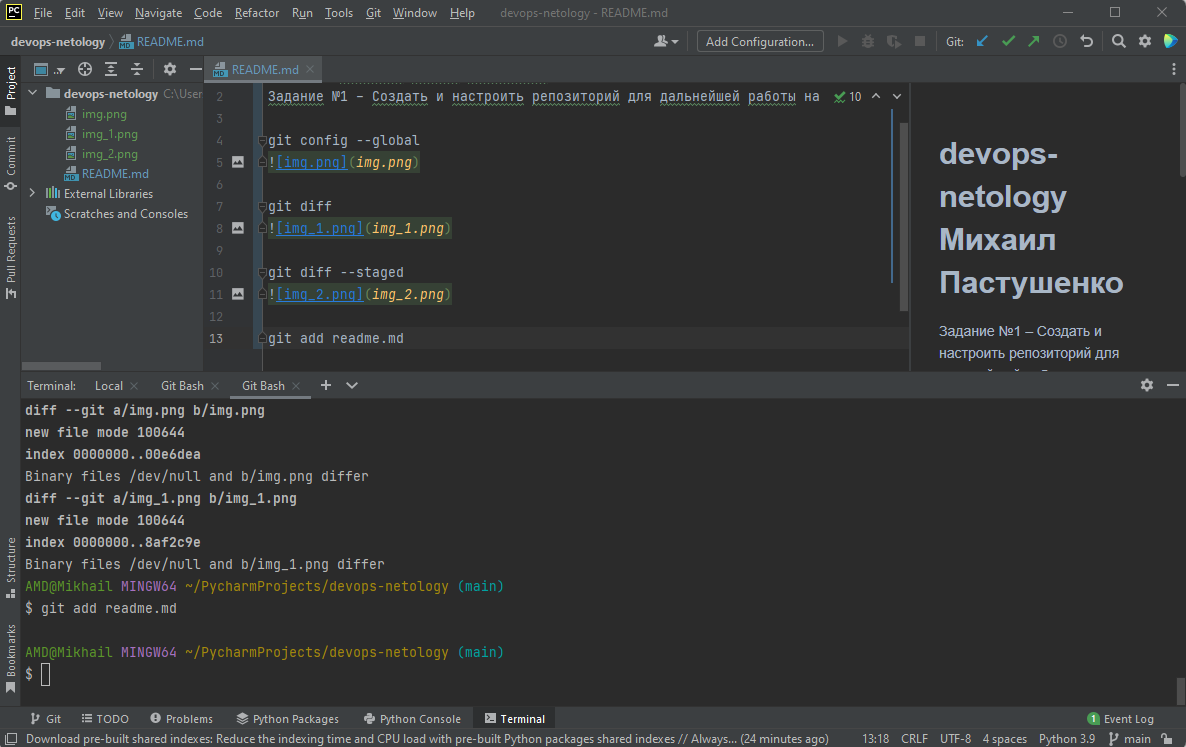 PC File Edit View Navigate Code Refactor Run Tools Git Window Help devops-netology - README.md
devops-netology README.md Add Configuration... Git:
Project
Commit
Pull Requests
Structure
Bookmarks
devops-netology C:\User
img.png
img_1.png
img_2.png
README.md
External Libraries
Scratches and Consoles
README.md
2 Задание №1 – Создать и настроить репозиторий для дальнейшей работы на 10
3
4 git config --global
5 ![img.png](img.png)
6
7 git diff
8 ![img_1.png](img_1.png)
9
10 git diff --staged
11 ![img_2.png](img_2.png)
12
13 git add readme.md
devops-
netology
Михаил
Пастушенко
Задание №1 – Создать и
настроить репозиторий для
Terminal: Local Git Bash Git Bash
diff --git a/img.png b/img.png
new file mode 100644
index 0000000..00e6dea
Binary files /dev/null and b/img.png differ
diff --git a/img_1.png b/img_1.png
new file mode 100644
index 0000000..8af2c9e
Binary files /dev/null and b/img_1.png differ
AMD@Mikhail MINGW64 ~/PycharmProjects/devops-netology (main)
$ git add readme.md
AMD@Mikhail MINGW64 ~/PycharmProjects/devops-netology (main)
$
Git TODO Problems Python Packages Python Console Terminal 1 Event Log
Download pre-built shared indexes: Reduce the indexing time and CPU load with pre-built Python packages shared indexes // Always... (24 minutes ago) 13:18 CRLF UTF-8 4 spaces Python 3.9 main